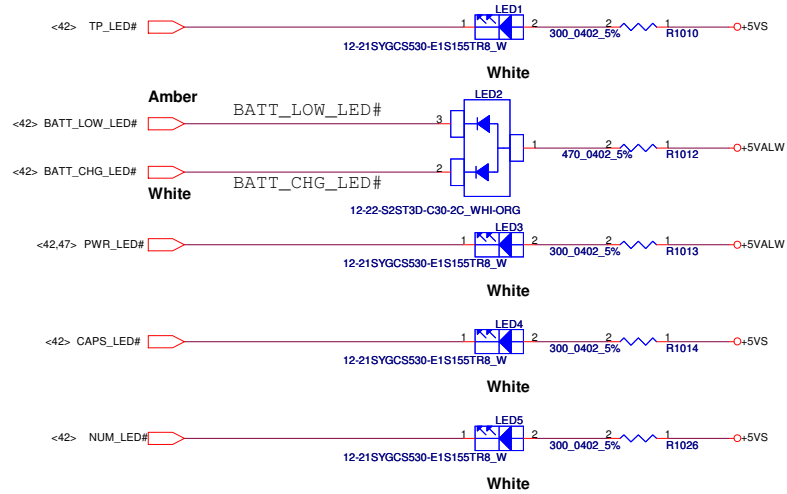 LED1
<42> TP_LED# 1 2 2 1 +5VS
12-21SYGCS530-E1S155TR8_W 300_0402_5% R1010
White
LED2
Amber
BATT_LOW_LED#
<42> BATT_LOW_LED# 3
1 2 1 +5VALW
470_0402_5% R1012
<42> BATT_CHG_LED# 2
BATT_CHG_LED#
White
12-22-S2ST3D-C30-2C_WHI-ORG
LED3
<42,47> PWR_LED# 1 2 2 1 +5VALW
12-21SYGCS530-E1S155TR8_W 300_0402_5% R1013
White
LED4
<42> CAPS_LED# 1 2 2 1 +5VS
12-21SYGCS530-E1S155TR8_W 300_0402_5% R1014
White
LED5
<42> NUM_LED# 1 2 2 1 +5VS
12-21SYGCS530-E1S155TR8_W 300_0402_5% R1026
White